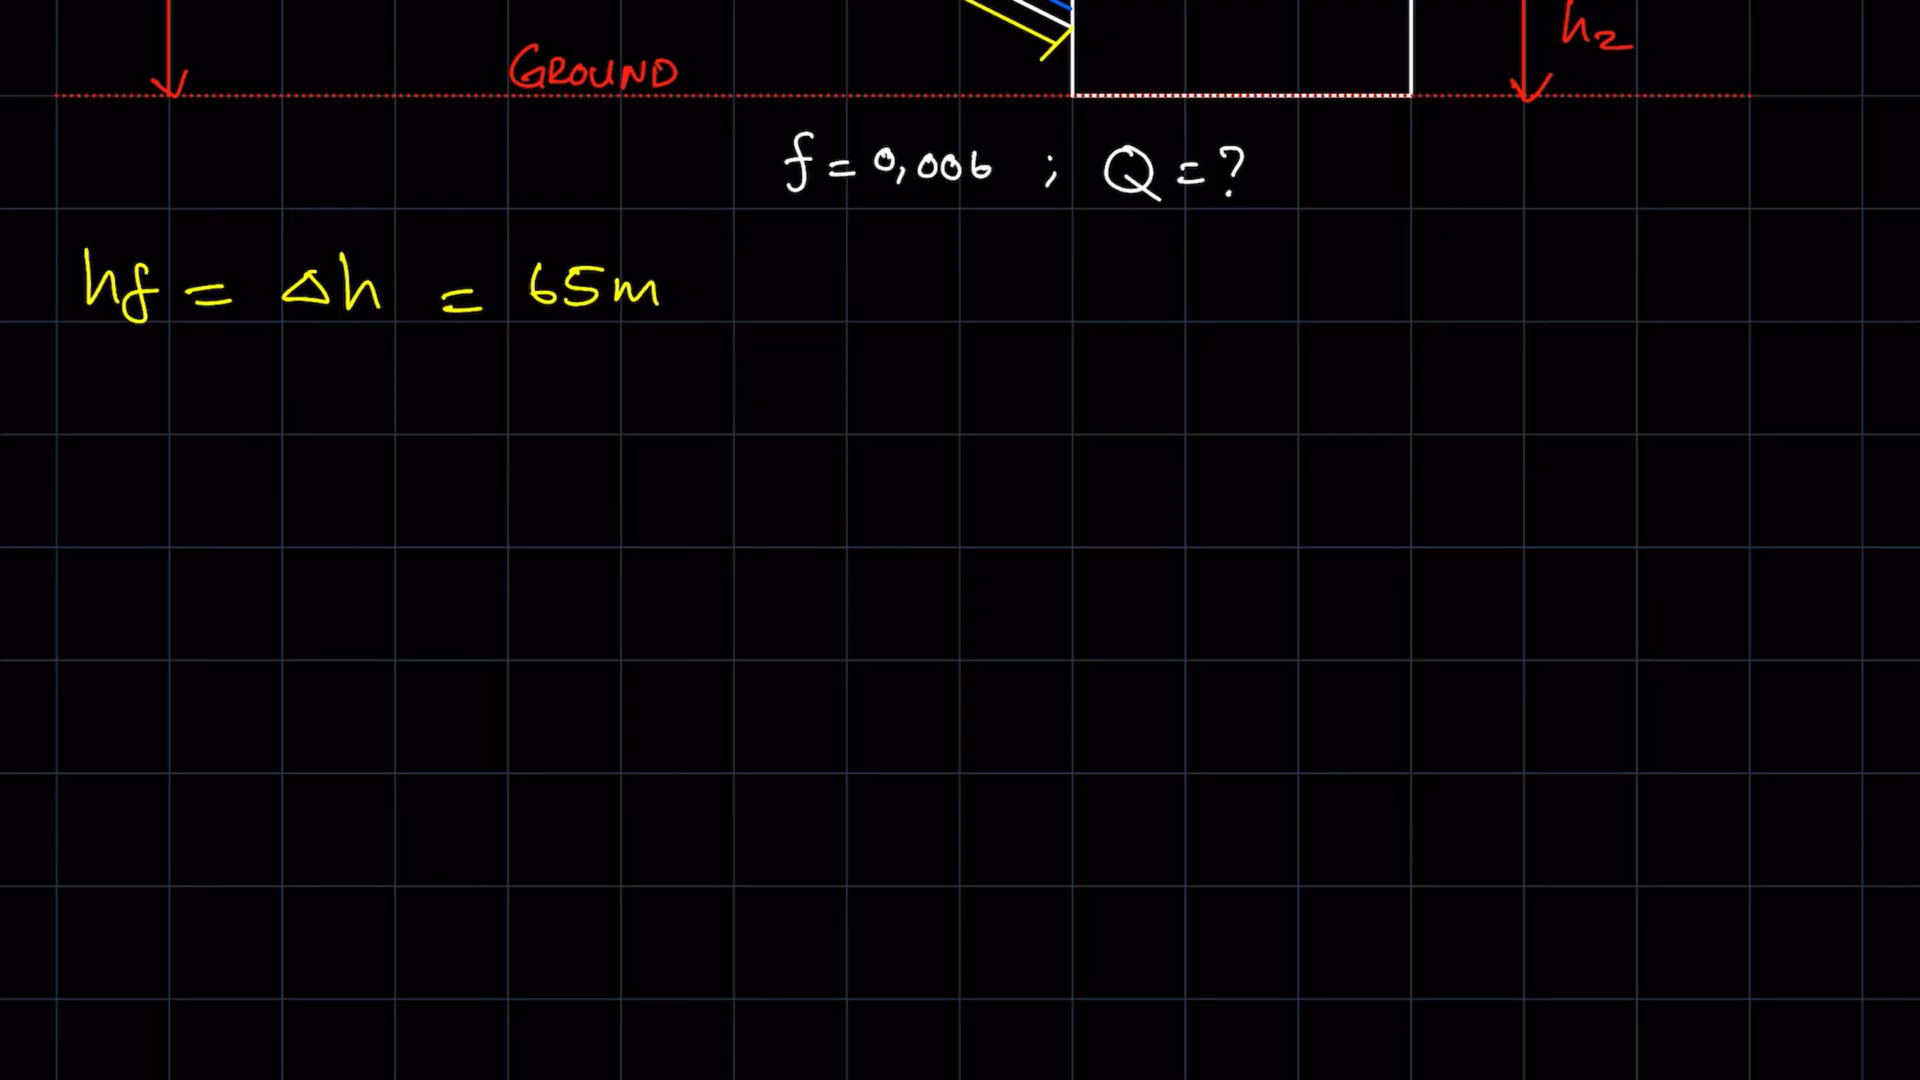 h2
GROUND
f = 0,006 ; Q = ?
hf = Δh = 65m